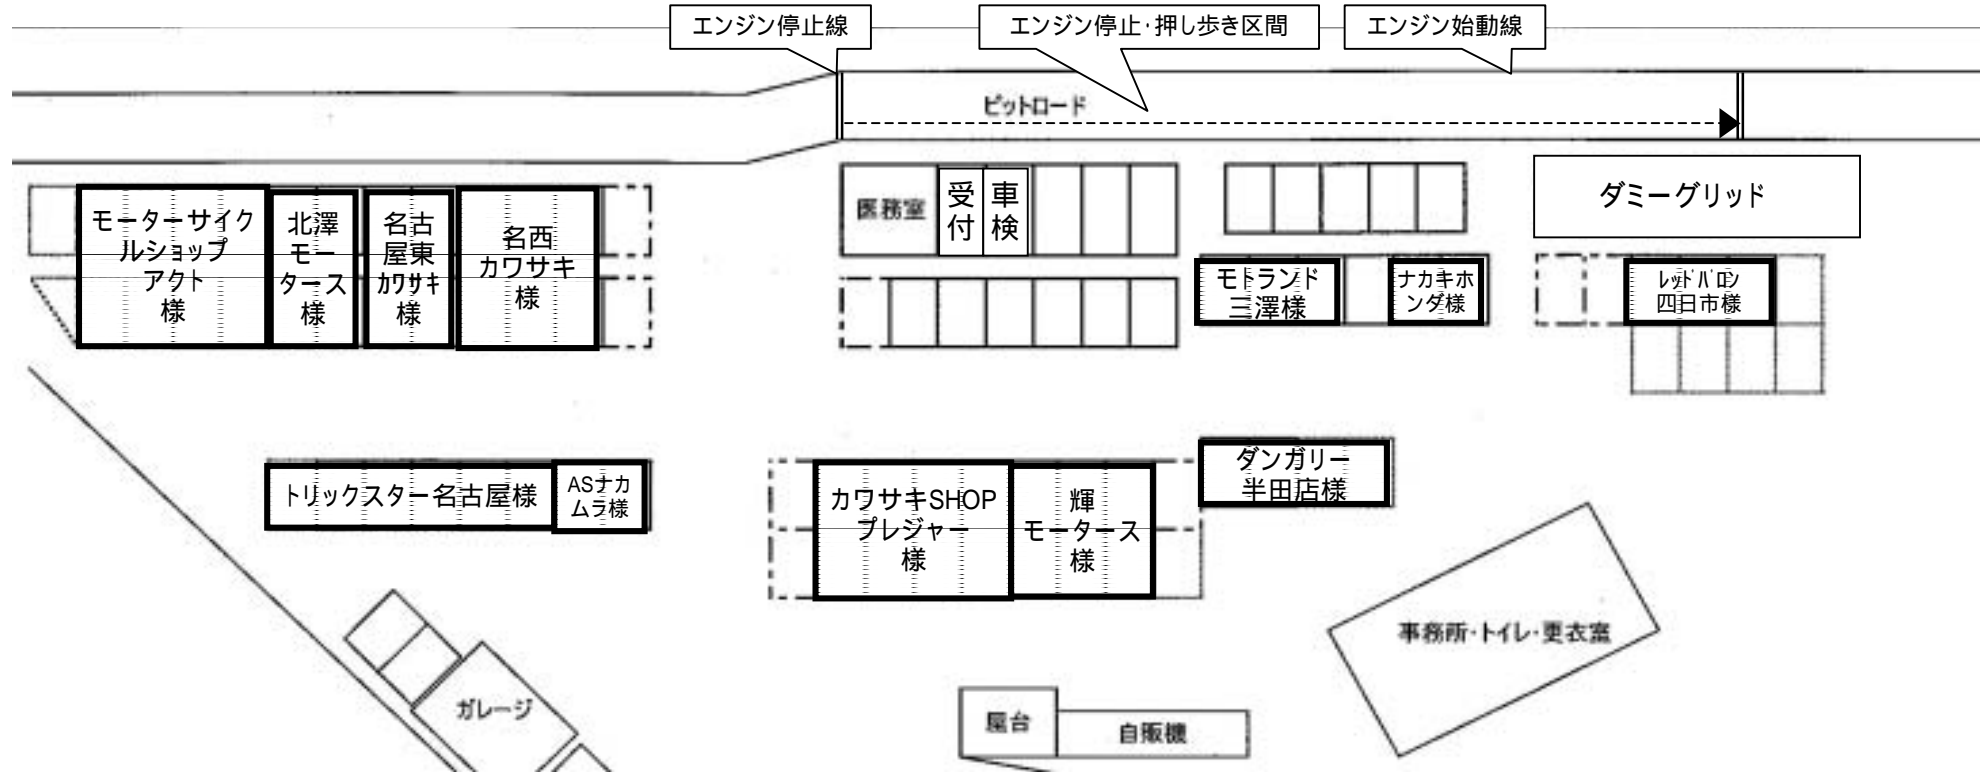 エンジン停止線
エンジン停止・押し歩き区間
エンジン始動線
ピットロード
モーターサイク
ルショップ
アクト
様
北澤
モー
タース
様
名古
屋東
カワサキ
様
名西
カワサキ
様
医務室
受
付
車
検
ダミーグリッド
モトランド
三澤様
ナカキホ
ンダ様
レッドバロン
四日市様
トリックスター名古屋様
ASナカ
ムラ様
カワサキSHOP
プレジャー
様
輝
モータース
様
ダンガリー
半田店様
事務所・トイレ・更衣室
ガレージ
屋台
自販機